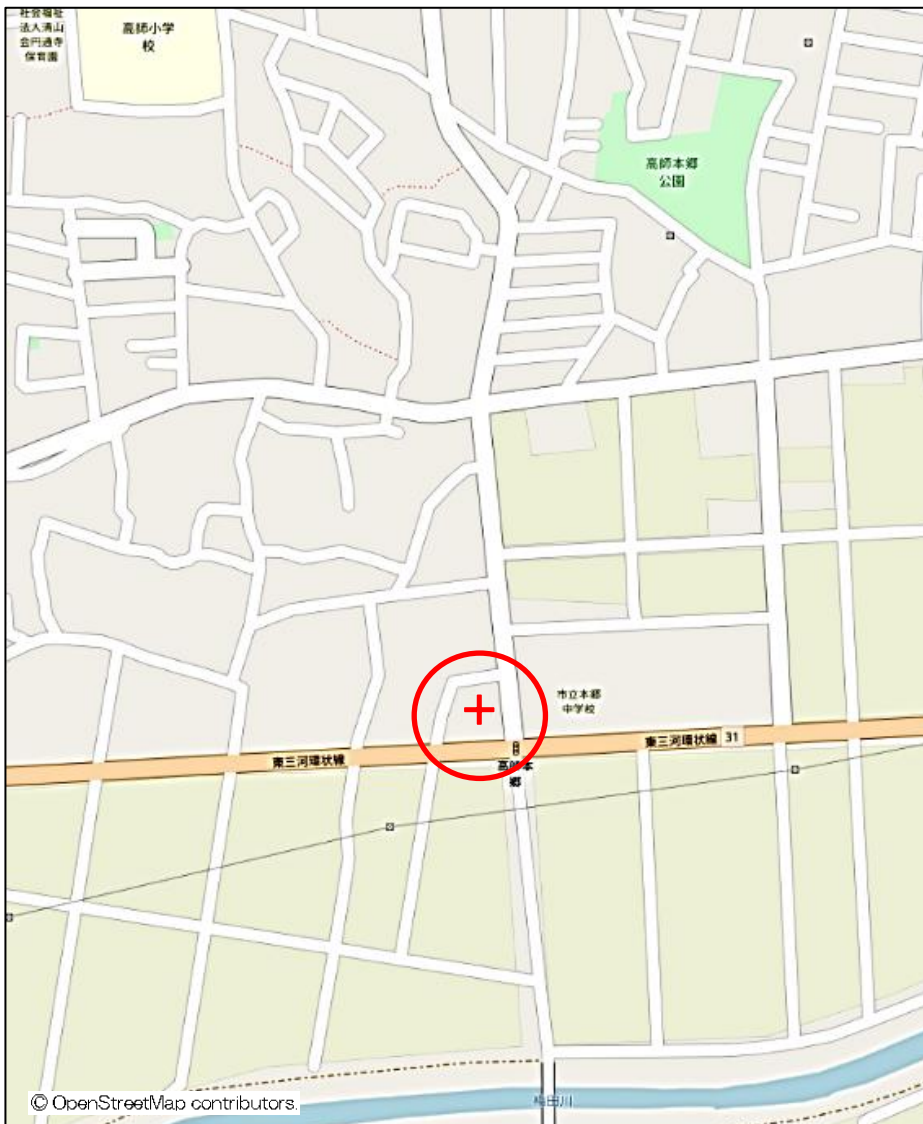 社会福祉
法人清山
会円通寺
保育園
高師小学
校
高師本郷
公園
市立本郷
中学校
東三河環状線 31
東三河環状線
高師本
郷
梅田川
© OpenStreetMap contributors.